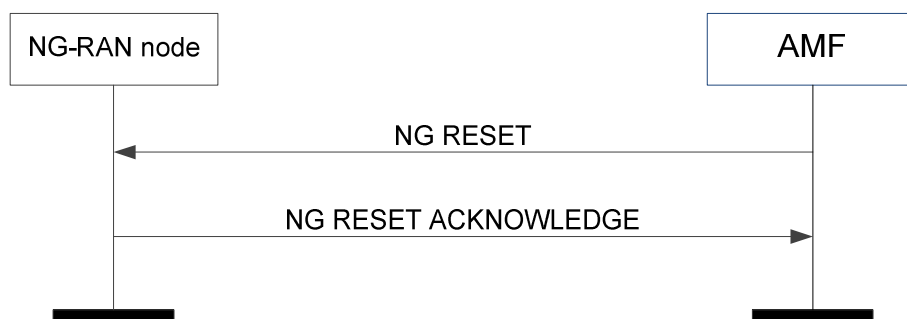 NG-RAN node
AMF
NG RESET
NG RESET ACKNOWLEDGE